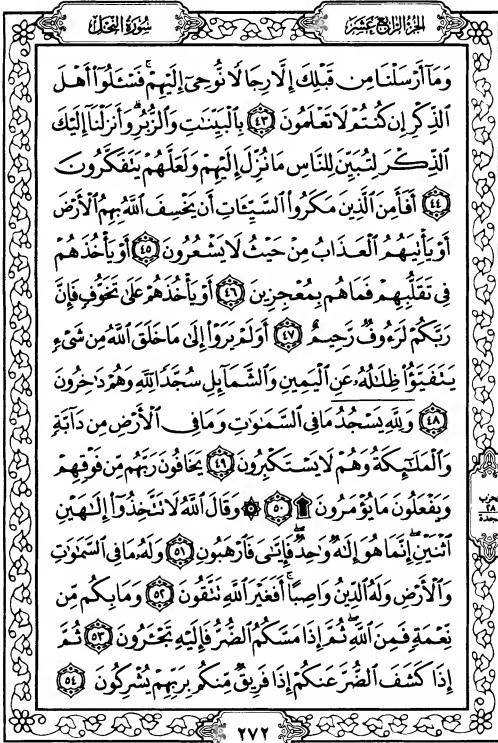 الجزء الرابع عشر
سورة النحل
وَمَآ أَرْسَلْنَا مِن قَبْلِكَ إِلَّا رِجَالًا نُّوحِىٓ إِلَيْهِمْ ۚ فَسْـَٔلُوٓا۟ أَهْلَ
ٱلذِّكْرِ إِن كُنتُمْ لَا تَعْلَمُونَ ٤٣ بِٱلْبَيِّنَـٰتِ وَٱلزُّبُرِ ۗ وَأَنزَلْنَآ إِلَيْكَ
ٱلذِّكْرَ لِتُبَيِّنَ لِلنَّاسِ مَا نُزِّلَ إِلَيْهِمْ وَلَعَلَّهُمْ يَتَفَكَّرُونَ
٤٤ أَفَأَمِنَ ٱلَّذِينَ مَكَرُوا۟ ٱلسَّيِّـَٔاتِ أَن يَخْسِفَ ٱللَّهُ بِهِمُ ٱلْأَرْضَ
أَوْ يَأْتِيَهُمُ ٱلْعَذَابُ مِنْ حَيْثُ لَا يَشْعُرُونَ ٤٥ أَوْ يَأْخُذَهُمْ
فِى تَقَلُّبِهِمْ فَمَا هُم بِمُعْجِزِينَ ٤٦ أَوْ يَأْخُذَهُمْ عَلَىٰ تَخَوُّفٍ فَإِنَّ
رَبَّكُمْ لَرَءُوفٌ رَّحِيمٌ ٤٧ أَوَلَمْ يَرَوْا۟ إِلَىٰ مَا خَلَقَ ٱللَّهُ مِن شَىْءٍ
يَتَفَيَّؤُا۟ ظِلَـٰلُهُۥ عَنِ ٱلْيَمِينِ وَٱلشَّمَآئِلِ سُجَّدًا لِّلَّهِ وَهُمْ دَٰخِرُونَ
٤٨ وَلِلَّهِ يَسْجُدُ مَا فِى ٱلسَّمَـٰوَٰتِ وَمَا فِى ٱلْأَرْضِ مِن دَآبَّةٍ
وَٱلْمَلَـٰٓئِكَةُ وَهُمْ لَا يَسْتَكْبِرُونَ ٤٩ يَخَافُونَ رَبَّهُم مِّن فَوْقِهِمْ
وَيَفْعَلُونَ مَا يُؤْمَرُونَ ۩ ٥٠ ۞ وَقَالَ ٱللَّهُ لَا تَتَّخِذُوٓا۟ إِلَـٰهَيْنِ
ٱثْنَيْنِ ۖ إِنَّمَا هُوَ إِلَـٰهٌ وَٰحِدٌ ۖ فَإِيَّـٰىَ فَٱرْهَبُونِ ٥١ وَلَهُۥ مَا فِى ٱلسَّمَـٰوَٰتِ
وَٱلْأَرْضِ وَلَهُ ٱلدِّينُ وَاصِبًا ۚ أَفَغَيْرَ ٱللَّهِ تَتَّقُونَ ٥٢ وَمَا بِكُم مِّن
نِّعْمَةٍ فَمِنَ ٱللَّهِ ۖ ثُمَّ إِذَا مَسَّكُمُ ٱلضُّرُّ فَإِلَيْهِ تَجْـَٔرُونَ ٥٣ ثُمَّ
إِذَا كَشَفَ ٱلضُّرَّ عَنكُمْ إِذَا فَرِيقٌ مِّنكُم بِرَبِّهِمْ يُشْرِكُونَ ٥٤
حزب
٢٨
سجدة
٢٧٢